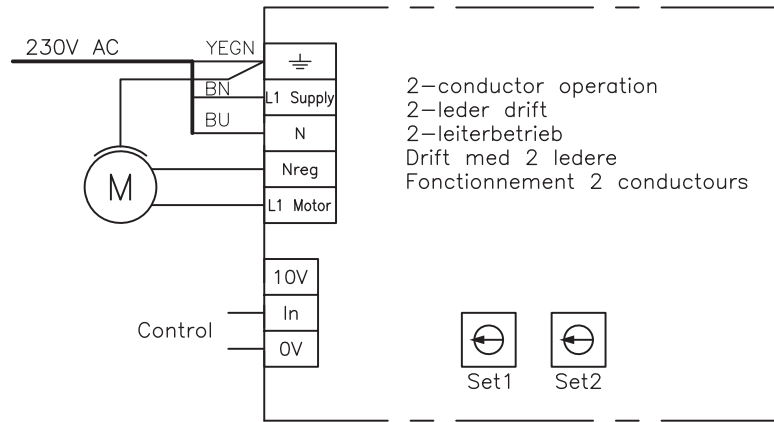 230V AC
YEGN
BN
BU
L1 Supply
N
Nreg
L1 Motor
M
2-conductor operation
2-leder drift
2-leiterbetrieb
Drift med 2 ledere
Fonctionnement 2 conductours
10V
In
0V
Control
Set1
Set2